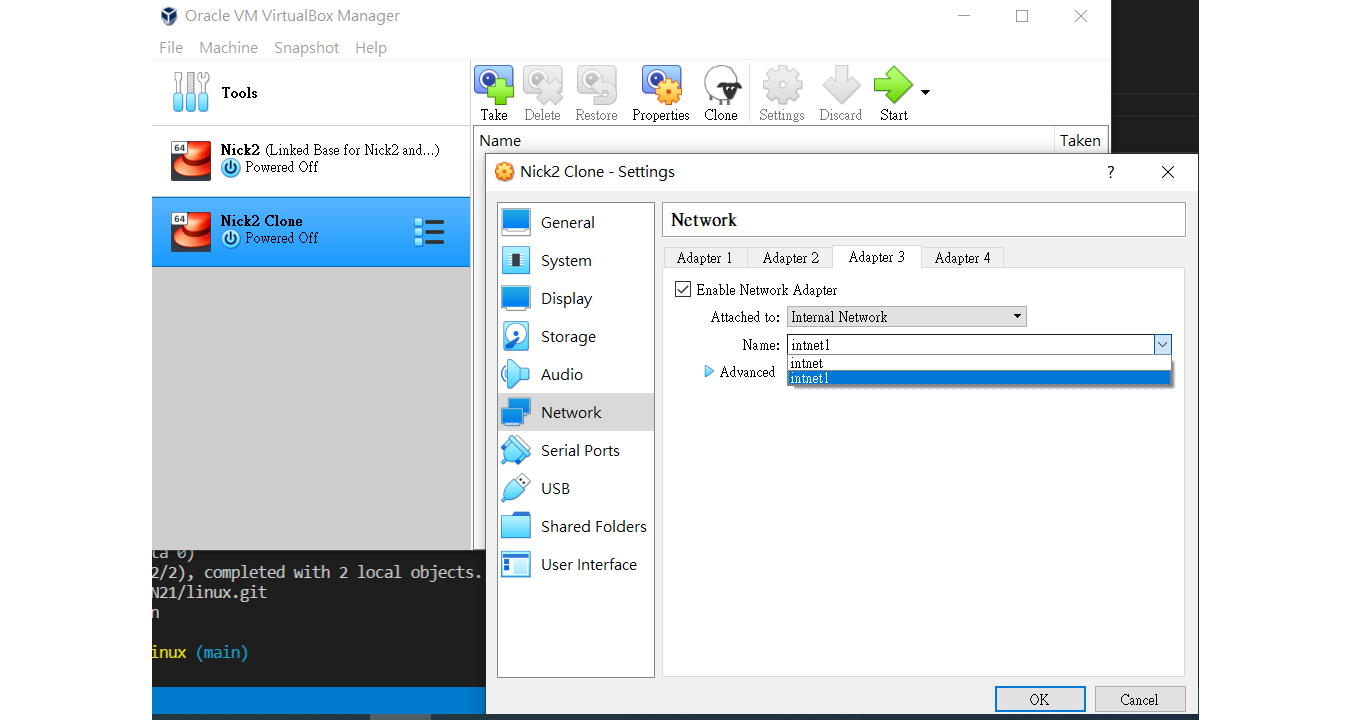 Oracle VM VirtualBox Manager
File Machine Snapshot Help
Tools
Take Delete Restore Properties Clone Settings Discard Start
Name Taken
64 Nick2 (Linked Base for Nick2 and...)
Powered Off
64 Nick2 Clone
Powered Off
Nick2 Clone - Settings ?
General
System
Display
Storage
Audio
Network
Serial Ports
USB
Shared Folders
User Interface
Network
Adapter 1 Adapter 2 Adapter 3 Adapter 4
Enable Network Adapter
Attached to: Internal Network
Name: intnet1
intnet
intnet1
Advanced
OK Cancel
ta 0)
2/2), completed with 2 local objects.
N21/linux.git
n
inux (main)